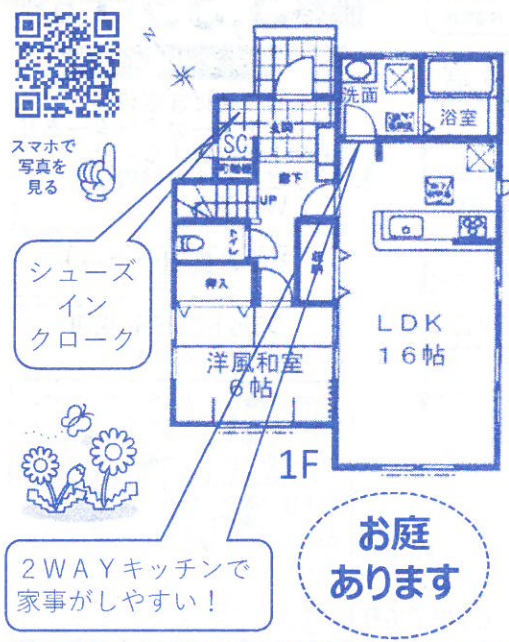 スマホで
写真を
見る
N
洗面
浴室
玄関
SC
可動棚
廊下
UP
トイレ
収納
押入
シューズ
イン
クローク
LDK
16帖
洋風和室
6帖
1F
2WAYキッチンで
家事がしやすい!
お庭
あります